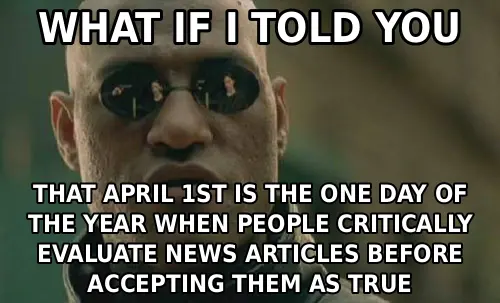 WHAT IF I TOLD YOU
THAT APRIL 1ST IS THE ONE DAY OF
THE YEAR WHEN PEOPLE CRITICALLY
EVALUATE NEWS ARTICLES BEFORE
ACCEPTING THEM AS TRUE